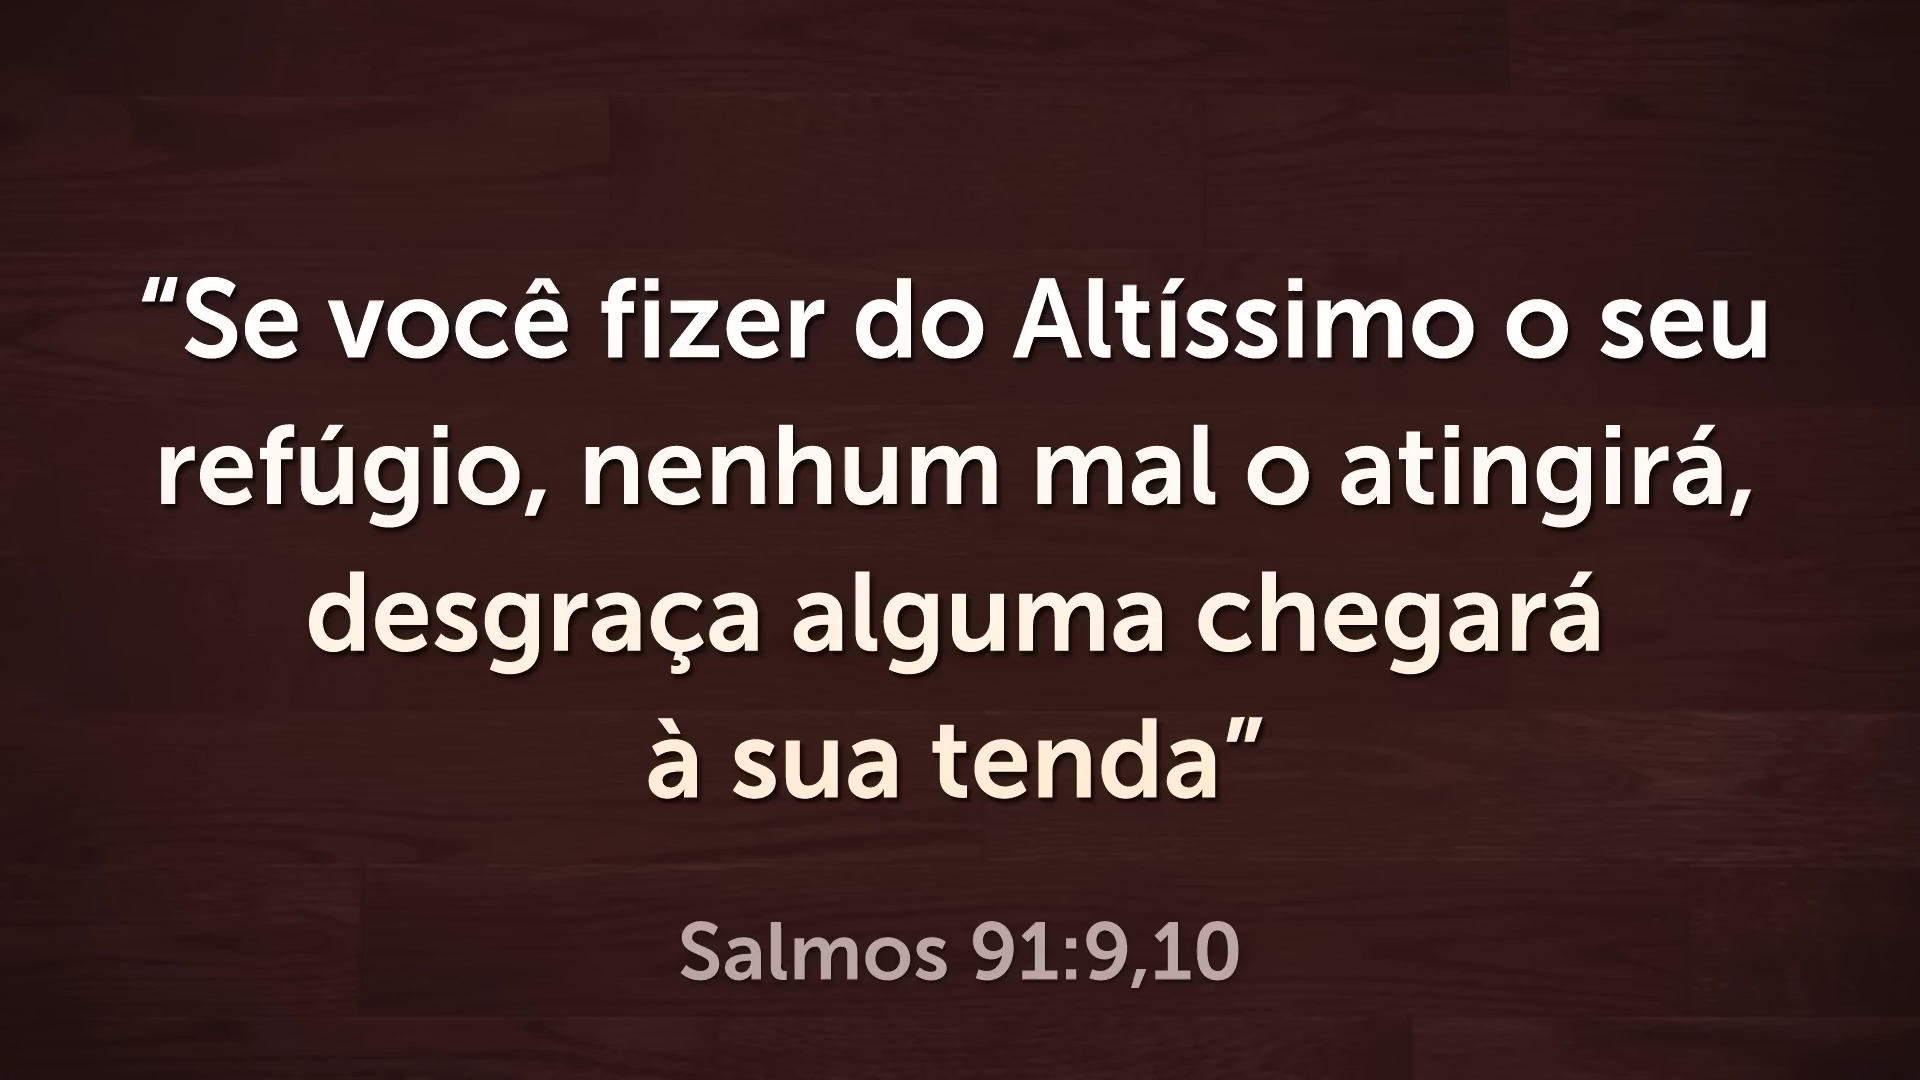 “Se você fizer do Altíssimo o seu
refúgio, nenhum mal o atingirá,
desgraça alguma chegará
à sua tenda”
Salmos 91:9,10